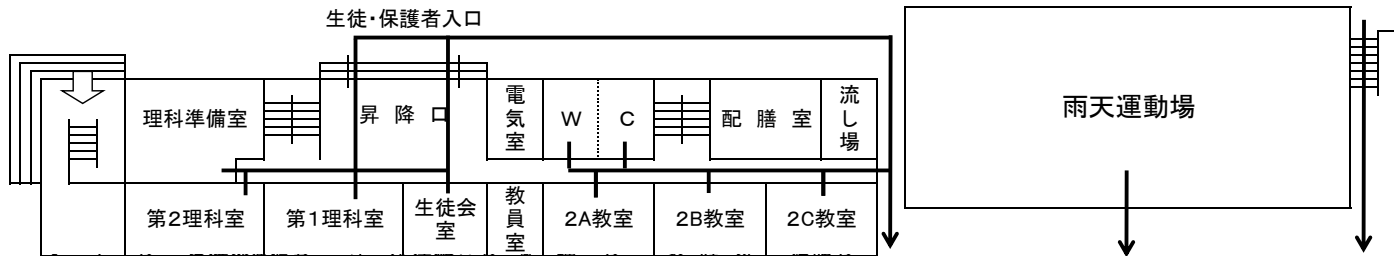 生徒・保護者入口
理科準備室
昇降口
電気室
W
C
配膳室
流し場
雨天運動場
第2理科室
第1理科室
生徒会室
教員室
2A教室
2B教室
2C教室